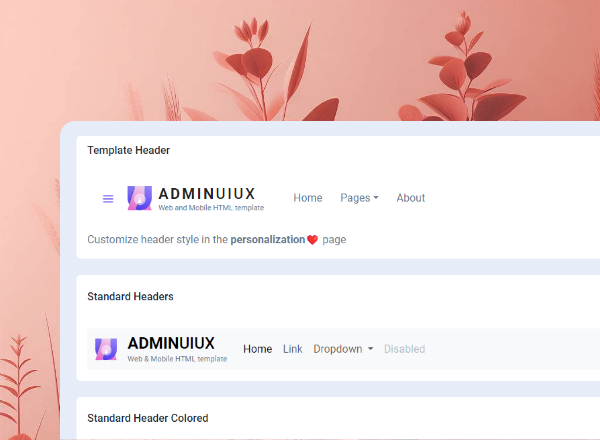 Template Header
ADMINUIUX
Web and Mobile HTML template
Home Pages About
Customize header style in the personalization❤️ page
Standard Headers
ADMINUIUX
Web & Mobile HTML template
Home Link Dropdown Disabled
Standard Header Colored